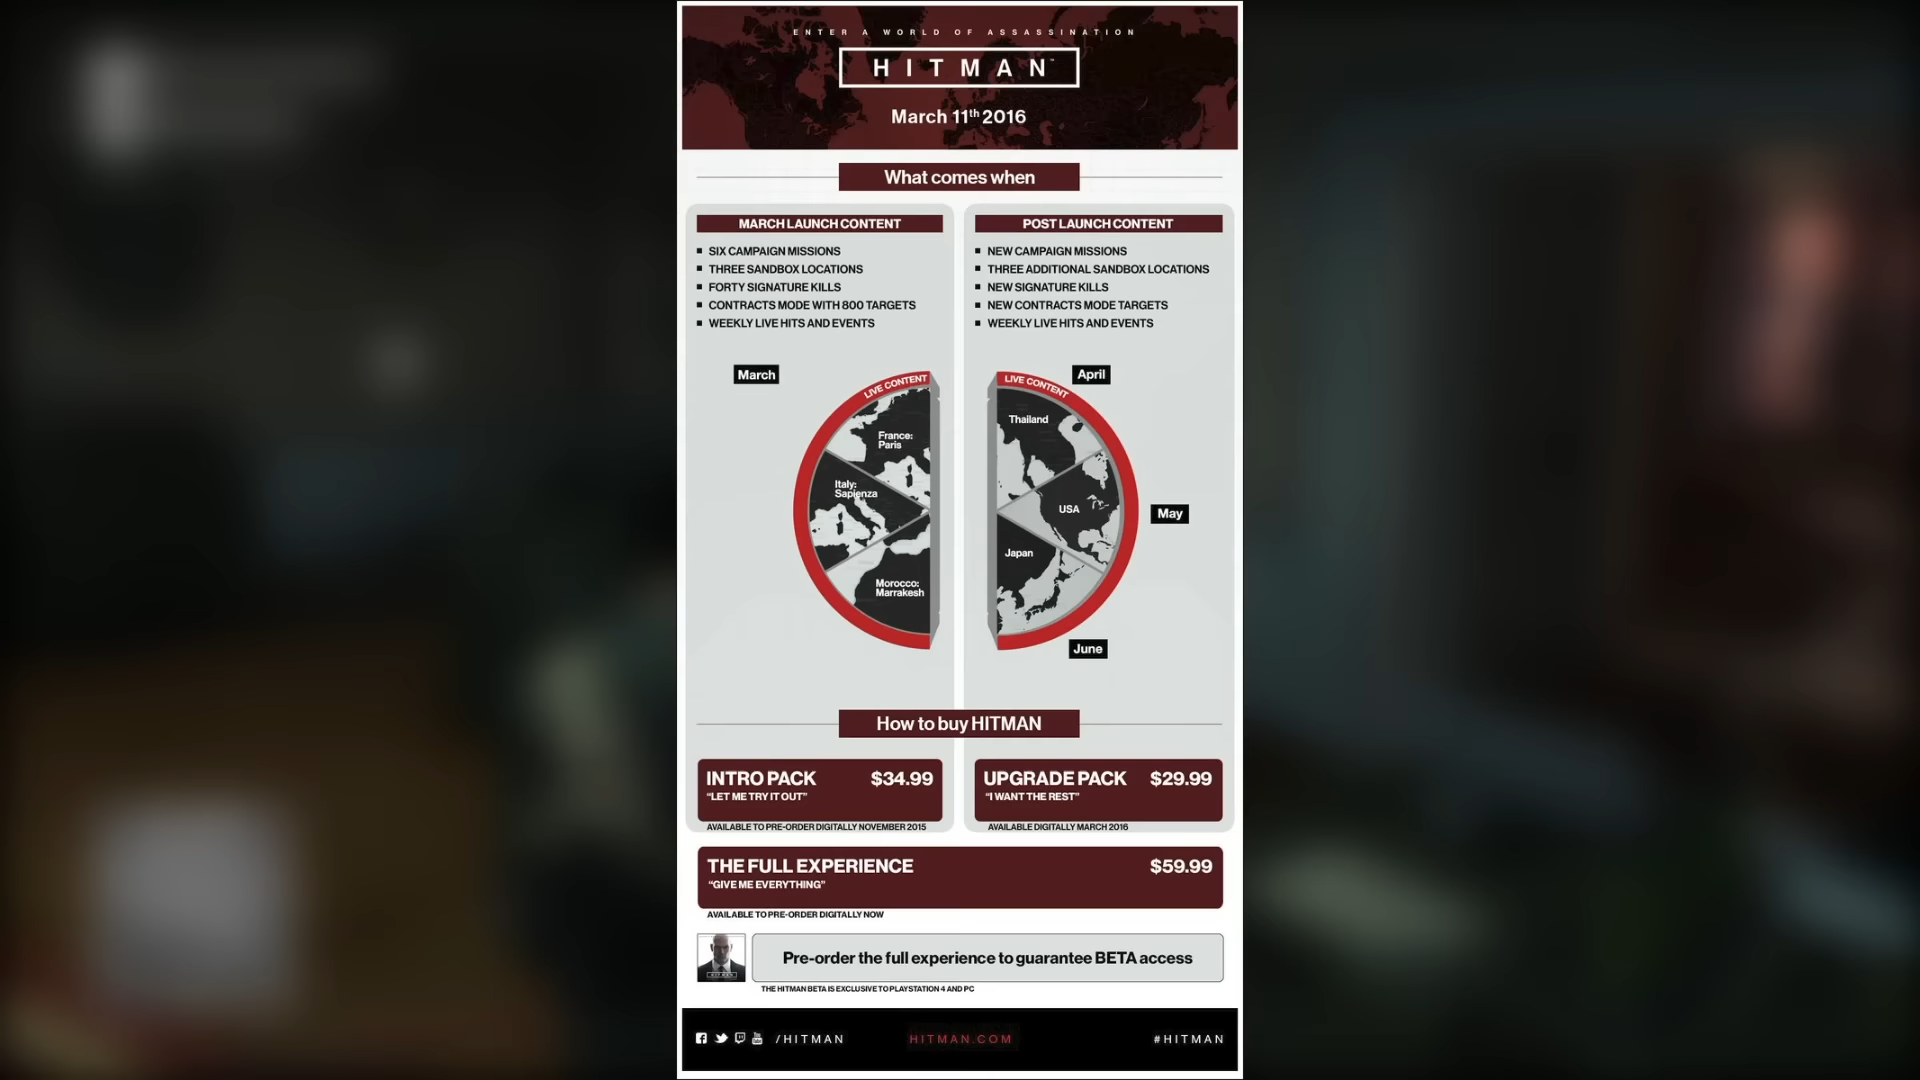 ENTER A WORLD OF ASSASSINATION
HITMAN™
March 11th 2016
What comes when
MARCH LAUNCH CONTENT
▪ SIX CAMPAIGN MISSIONS
▪ THREE SANDBOX LOCATIONS
▪ FORTY SIGNATURE KILLS
▪ CONTRACTS MODE WITH 800 TARGETS
▪ WEEKLY LIVE HITS AND EVENTS
March
LIVE CONTENT
France:
Paris
Italy:
Sapienza
Morocco:
Marrakesh
POST LAUNCH CONTENT
▪ NEW CAMPAIGN MISSIONS
▪ THREE ADDITIONAL SANDBOX LOCATIONS
▪ NEW SIGNATURE KILLS
▪ NEW CONTRACTS MODE TARGETS
▪ WEEKLY LIVE HITS AND EVENTS
April
LIVE CONTENT
Thailand
USA
May
Japan
June
How to buy HITMAN
INTRO PACK $34.99
“LET ME TRY IT OUT”
AVAILABLE TO PRE-ORDER DIGITALLY NOVEMBER 2015
UPGRADE PACK $29.99
“I WANT THE REST”
AVAILABLE DIGITALLY MARCH 2016
THE FULL EXPERIENCE $59.99
“GIVE ME EVERYTHING”
AVAILABLE TO PRE-ORDER DIGITALLY NOW
HITMAN
Pre-order the full experience to guarantee BETA access
THE HITMAN BETA IS EXCLUSIVE TO PLAYSTATION 4 AND PC
/HITMAN HITMAN.COM #HITMAN